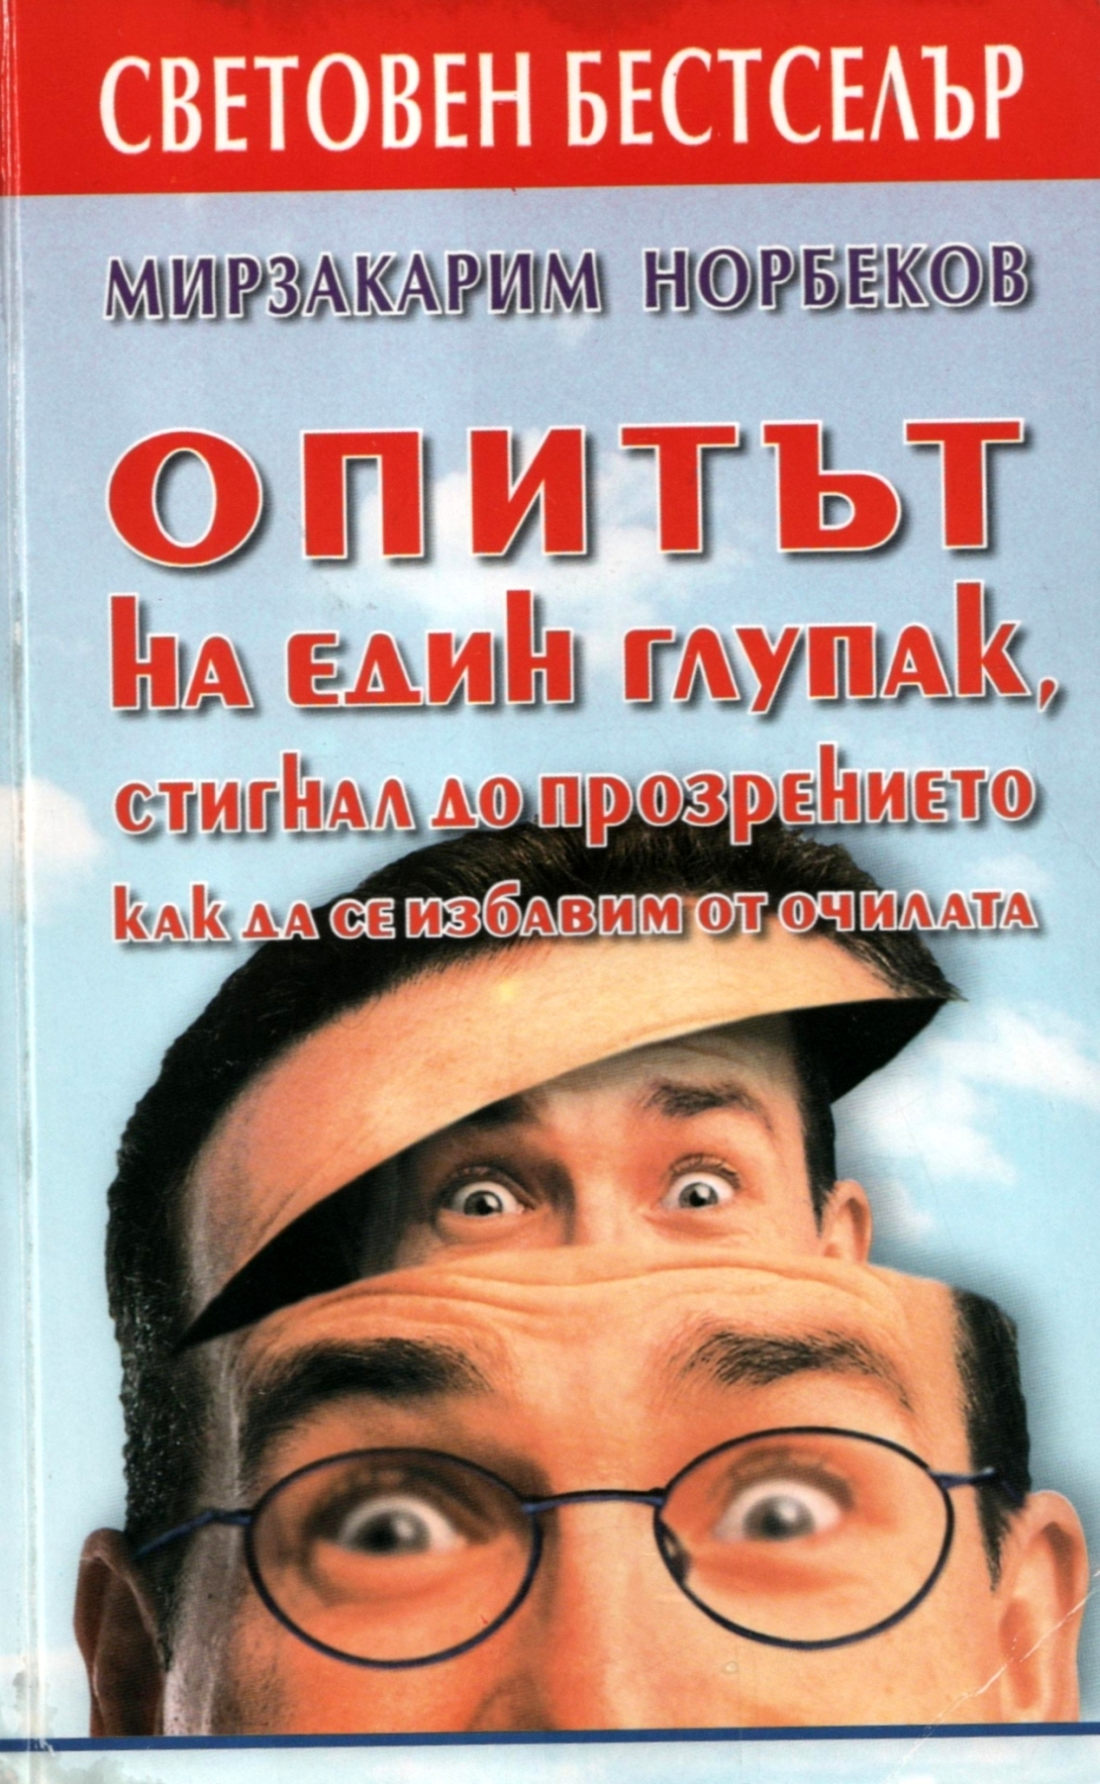 СВЕТОВЕН БЕСТСЕЛЪР
МИРЗАКАРИМ НОРБЕКОВ
ОПИТЪТ
НА ЕДИН ГЛУПАК,
СТИГНАЛ ДО ПРОЗРЕНИЕТО
КАК ДА СЕ ИЗБАВИМ ОТ ОЧИЛАТА